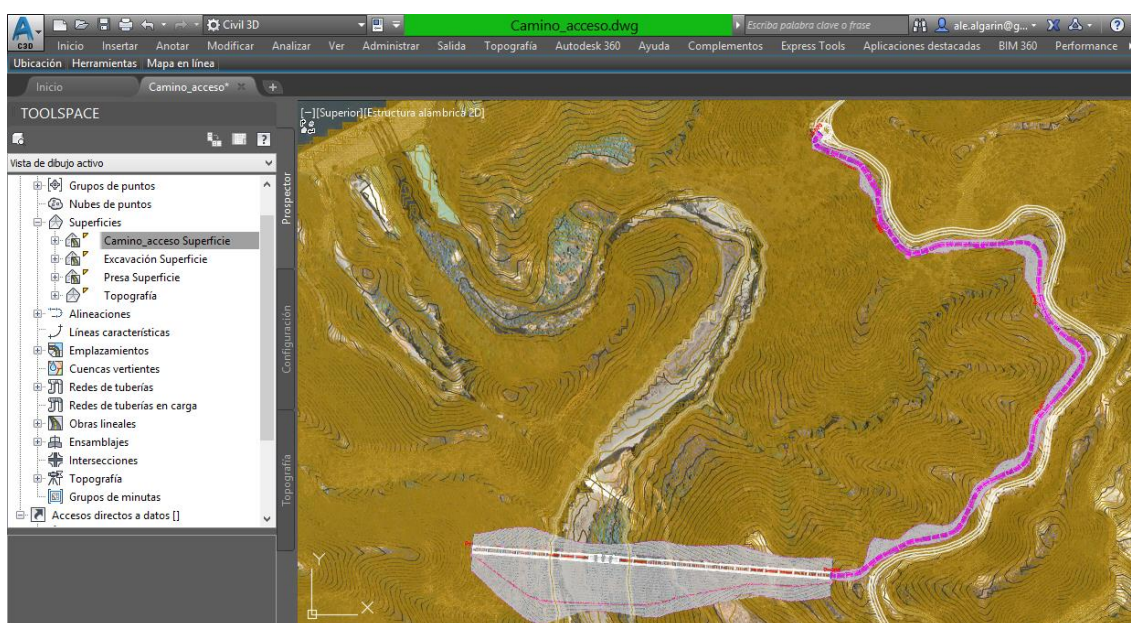 Civil 3D Camino_acceso.dwg Escriba palabra clave o frase ale.algarin@g...
C3D Inicio Insertar Anotar Modificar Analizar Ver Administrar Salida Topografía Autodesk 360 Ayuda Complementos Express Tools Aplicaciones destacadas BIM 360 Performance
Ubicación Herramientas Mapa en línea
Inicio Camino_acceso*
TOOLSPACE
[−][Superior][Estructura alámbrica 2D]
Vista de dibujo activo
Grupos de puntos
Nubes de puntos
Superficies
Camino_acceso Superficie
Excavación Superficie
Presa Superficie
Topografía
Alineaciones
Líneas características
Emplazamientos
Cuencas vertientes
Redes de tuberías
Redes de tuberías en carga
Obras lineales
Ensamblajes
Intersecciones
Topografía
Grupos de minutas
Accesos directos a datos []
Prospector
Configuración
Topografía
Y
X